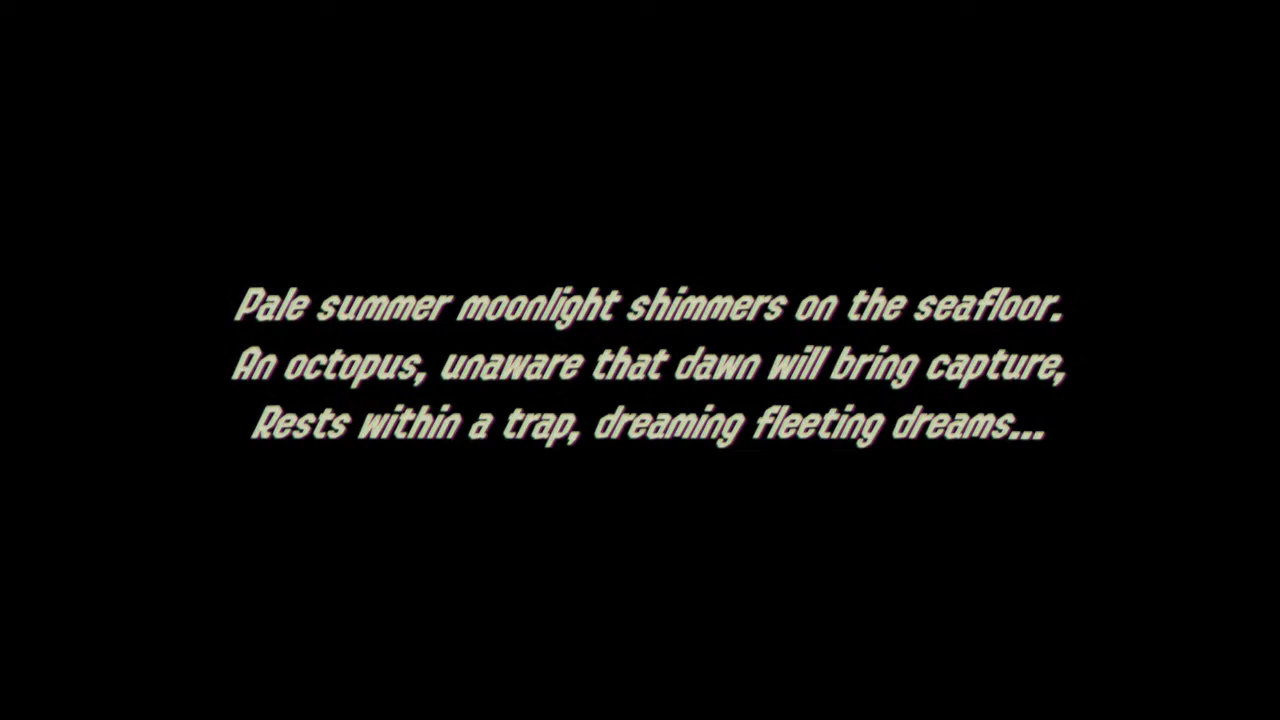 Pale summer moonlight shimmers on the seafloor.
An octopus, unaware that dawn will bring capture,
Rests within a trap, dreaming fleeting dreams...